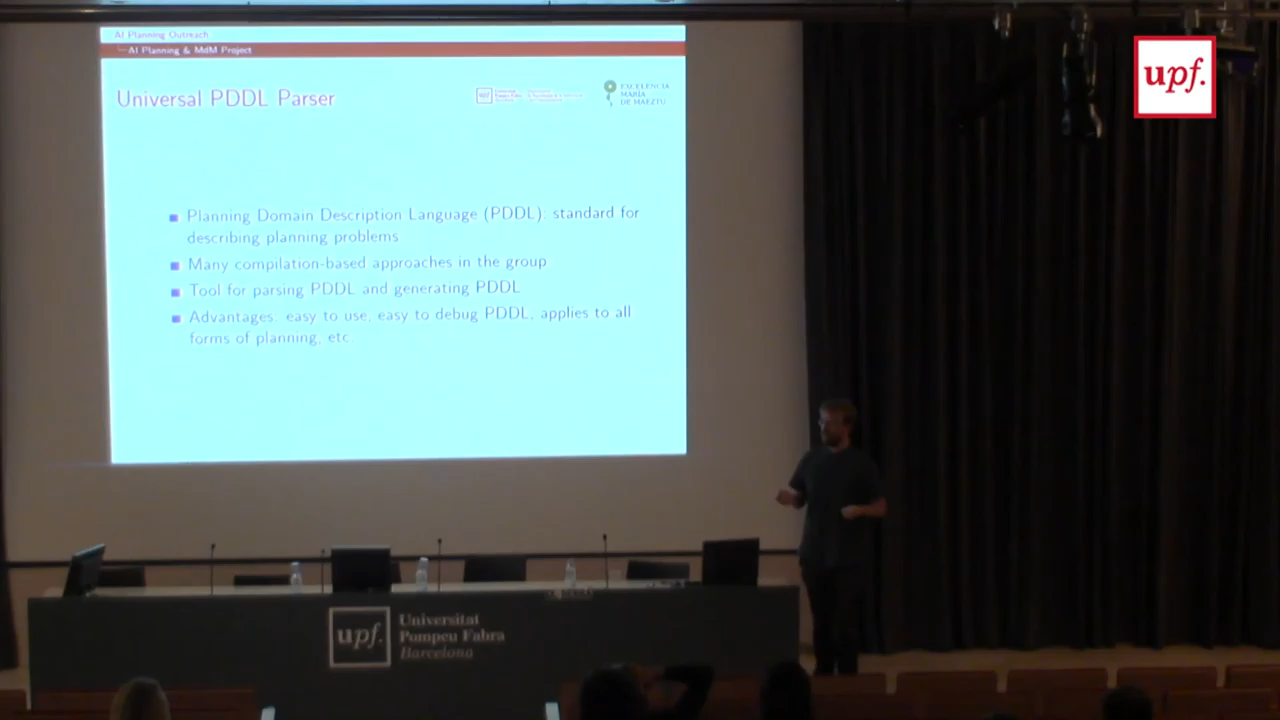 AI Planning Outreach
AI Planning & MdM Project
Universal PDDL Parser
upf.
EXCELENCIA
MARÍA
DE MAEZTU
Planning Domain Description Language (PDDL): standard for
describing planning problems
Many compilation-based approaches in the group
Tool for parsing PDDL and generating PDDL
Advantages: easy to use, easy to debug PDDL, applies to all
forms of planning, etc.
upf.
upf.
Universitat
Pompeu Fabra
Barcelona